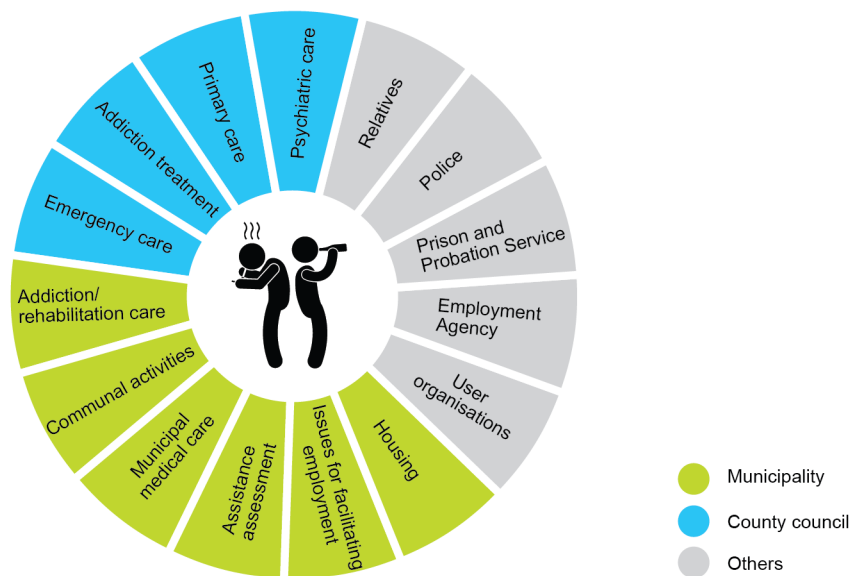 Psychiatric care
Relatives
Police
Prison and
Probation Service
Employment
Agency
User
organisations
Housing
Issues for facilitating
employment
Assistance
assessment
Municipal
medical care
Communal activities
Addiction/
rehabilitation care
Emergency care
Addiction treatment
Primary care
Municipality
County council
Others